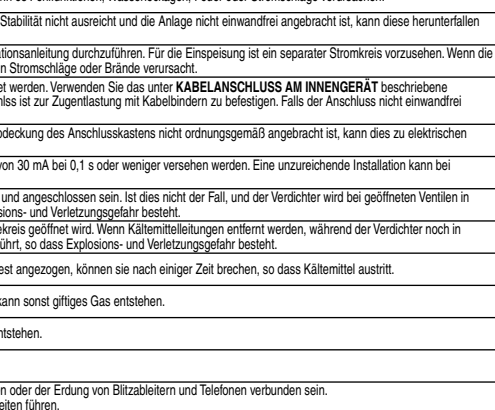 Stabilität nicht ausreicht und die Anlage nicht einwandfrei angebracht ist, kann diese herunterfallen
ationsanleitung durchzuführen. Für die Einspeisung ist ein separater Stromkreis vorzusehen. Wenn die
n Stromschläge oder Brände verursacht.
et werden. Verwenden Sie das unter KABELANSCHLUSS AM INNENGERÄT beschriebene
hlss ist zur Zugentlastung mit Kabelbindern zu befestigen. Falls der Anschluss nicht einwandfrei
bdeckung des Anschlusskastens nicht ordnungsgemäß angebracht ist, kann dies zu elektrischen
von 30 mA bei 0,1 s oder weniger versehen werden. Eine unzureichende Installation kann bei
und angeschlossen sein. Ist dies nicht der Fall, und der Verdichter wird bei geöffneten Ventilen in
sions- und Verletzungsgefahr besteht.
ekreis geöffnet wird. Wenn Kältemittelleitungen entfernt werden, während der Verdichter noch in
ührt, so dass Explosions- und Verletzungsgefahr besteht.
est angezogen, können sie nach einiger Zeit brechen, so dass Kältemittel austritt.
kann sonst giftiges Gas entstehen.
ntstehen.
n oder der Erdung von Blitzableitern und Telefonen verbunden sein.
eiten führen.